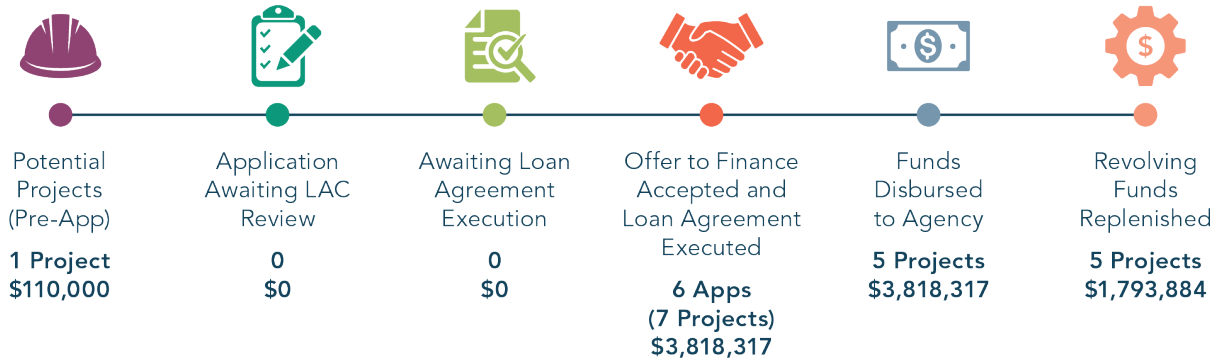 $
$
Potential
Projects
(Pre-App)
1 Project
$110,000
Application
Awaiting LAC
Review
0
$0
Awaiting Loan
Agreement
Execution
0
$0
Offer to Finance
Accepted and
Loan Agreement
Executed
6 Apps
(7 Projects)
$3,818,317
Funds
Disbursed
to Agency
5 Projects
$3,818,317
Revolving
Funds
Replenished
5 Projects
$1,793,884